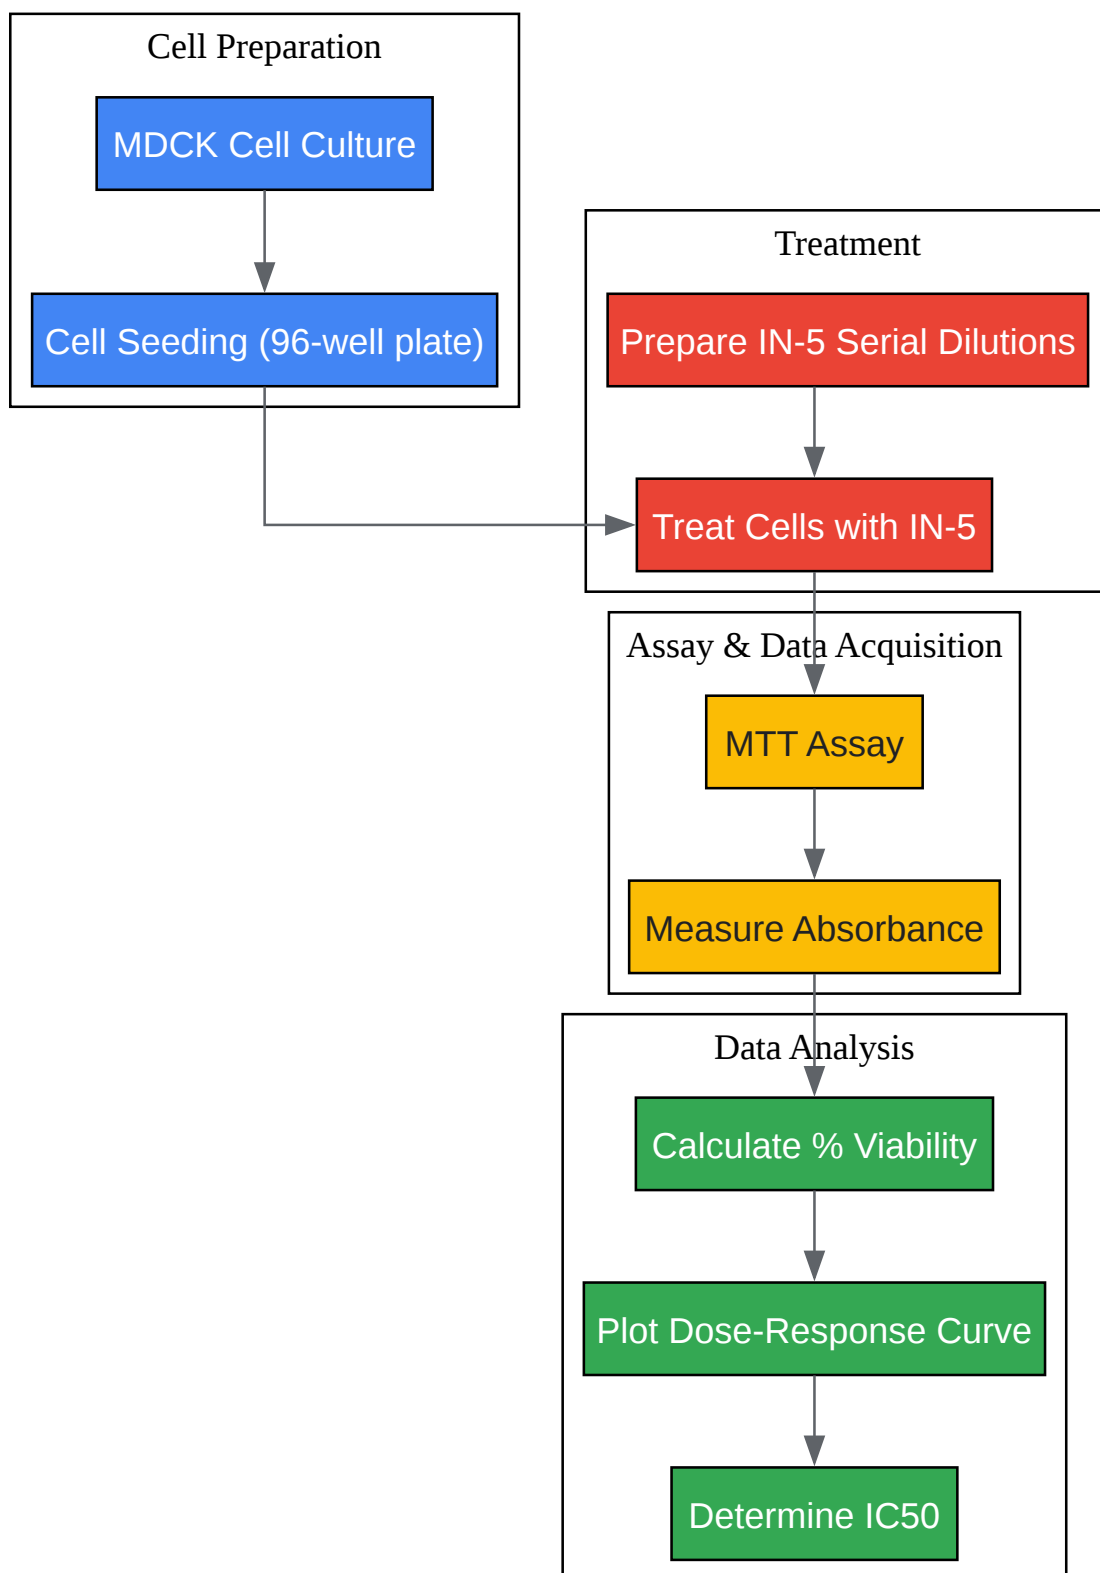 Cell Preparation
MDCK Cell Culture
Cell Seeding (96-well plate)
Treatment
Prepare IN-5 Serial Dilutions
Treat Cells with IN-5
Assay & Data Acquisition
MTT Assay
Measure Absorbance
Data Analysis
Calculate % Viability
Plot Dose-Response Curve
Determine IC50